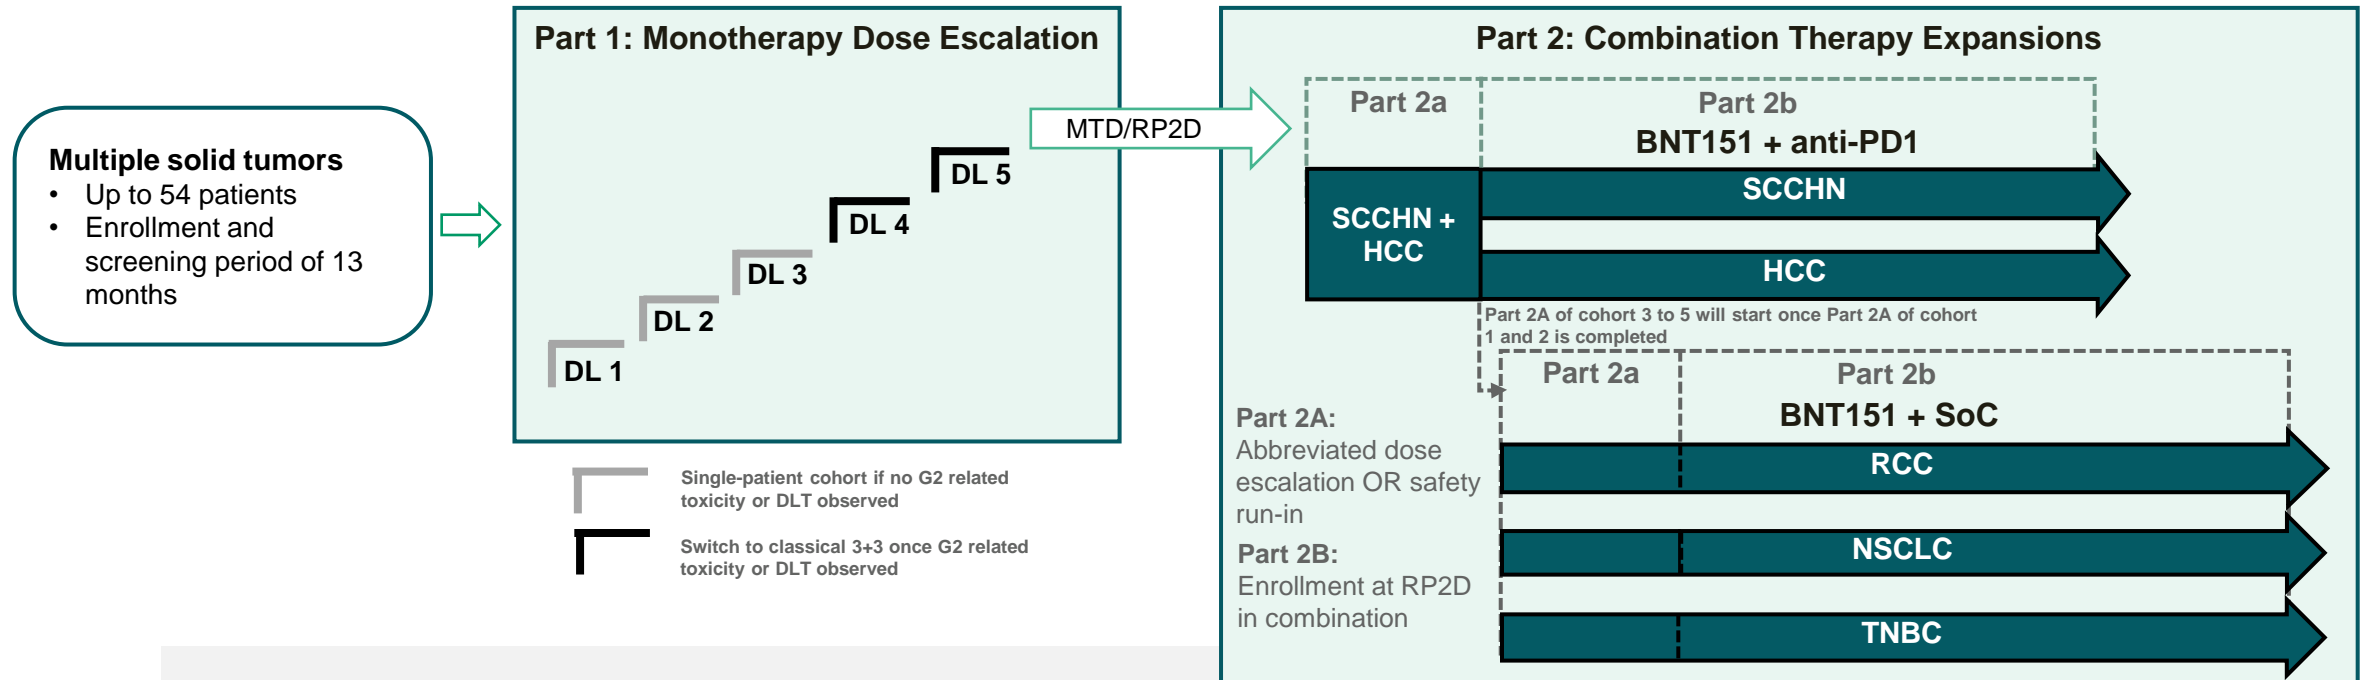 Multiple solid tumors
• Up to 54 patients
• Enrollment and
screening period of 13
months
Part 1: Monotherapy Dose Escalation
DL 1
DL 2
DL 3
DL 4
DL 5
Single-patient cohort if no G2 related
toxicity or DLT observed
Switch to classical 3+3 once G2 related
toxicity or DLT observed
MTD/RP2D
Part 2: Combination Therapy Expansions
Part 2a
Part 2b
BNT151 + anti-PD1
SCCHN +
HCC
SCCHN
HCC
Part 2A of cohort 3 to 5 will start once Part 2A of cohort
1 and 2 is completed
Part 2a
Part 2b
BNT151 + SoC
Part 2A:
Abbreviated dose
escalation OR safety
run-in
Part 2B:
Enrollment at RP2D
in combination
RCC
NSCLC
TNBC